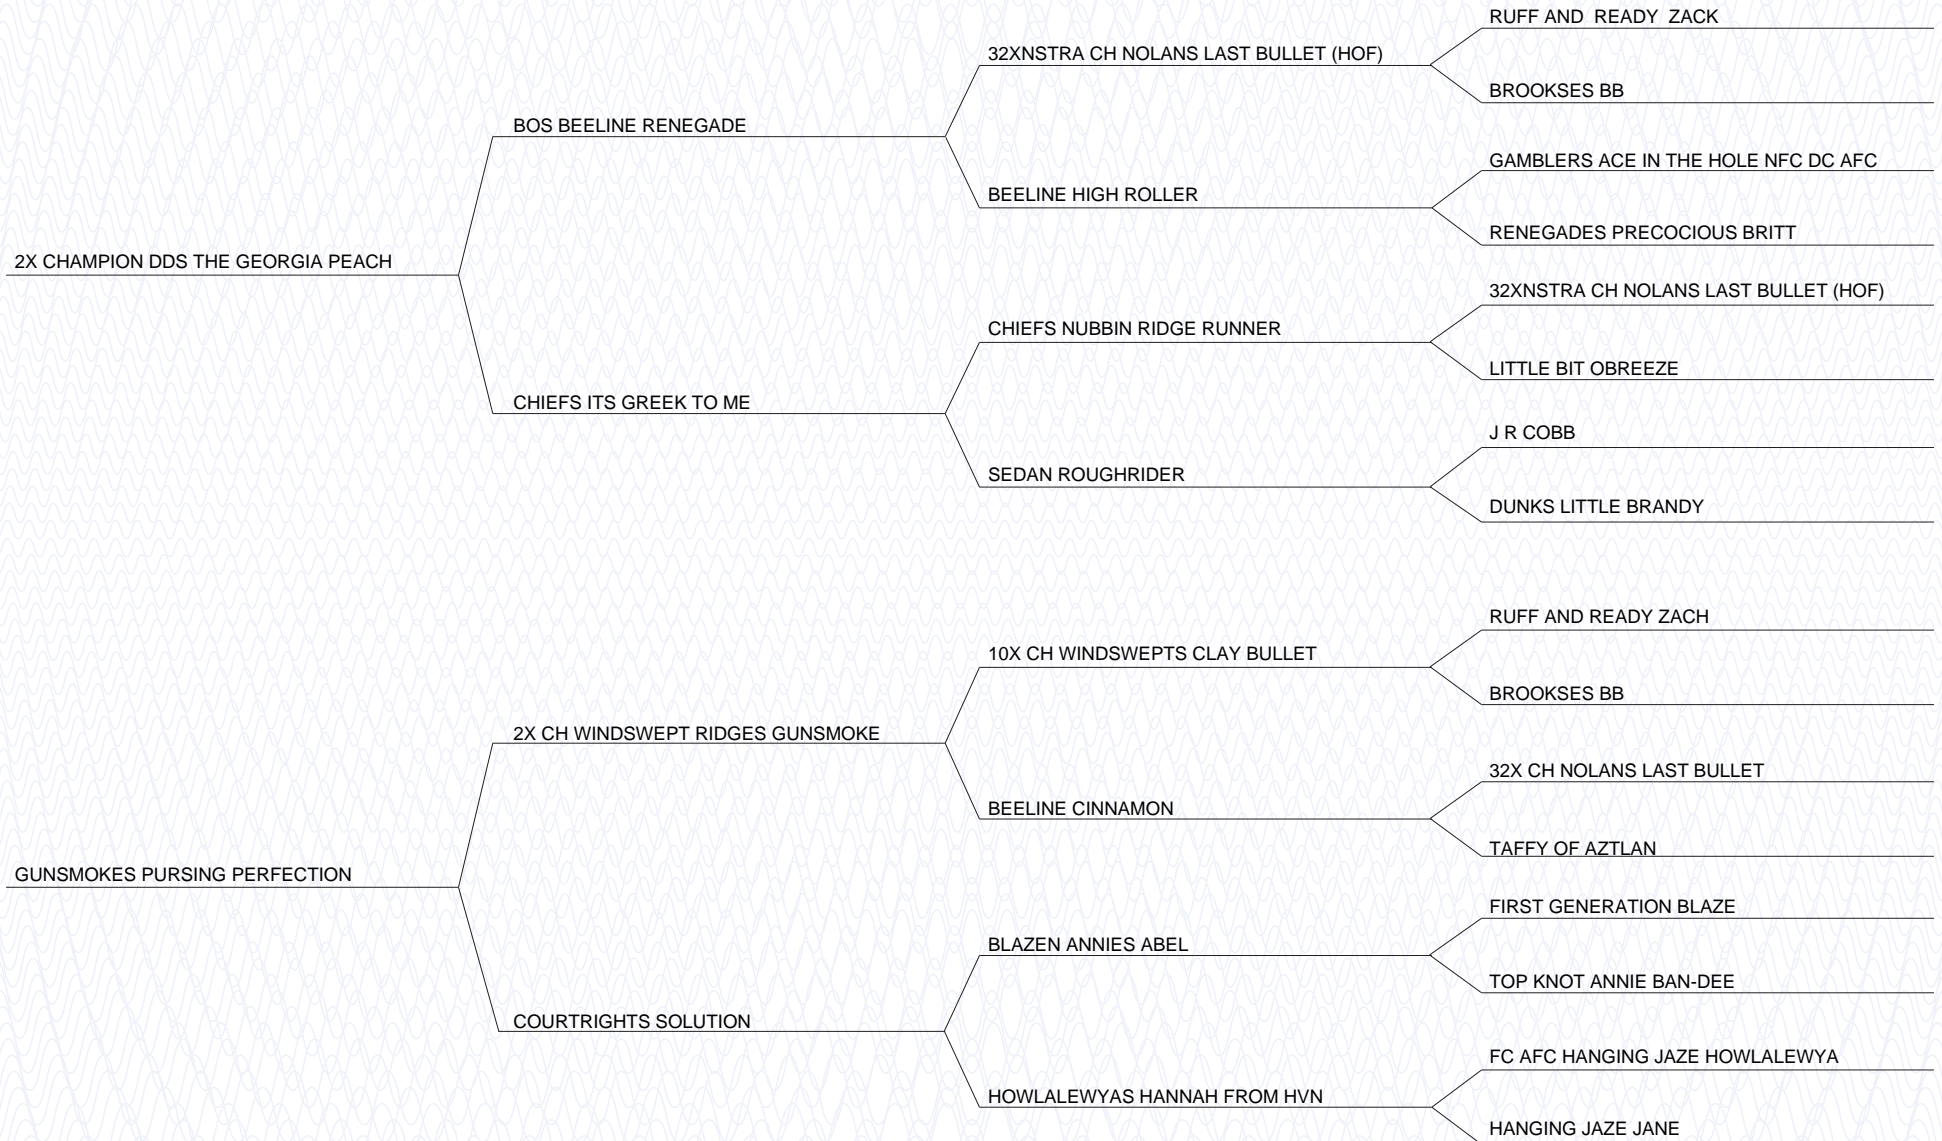 RUFF AND  READY  ZACK
32XNSTRA CH NOLANS LAST BULLET (HOF)
BROOKSES BB
BOS BEELINE RENEGADE
GAMBLERS ACE IN THE HOLE NFC DC AFC
BEELINE HIGH ROLLER
RENEGADES PRECOCIOUS BRITT
2X CHAMPION DDS THE GEORGIA PEACH
32XNSTRA CH NOLANS LAST BULLET (HOF)
CHIEFS NUBBIN RIDGE RUNNER
LITTLE BIT OBREEZE
CHIEFS ITS GREEK TO ME
J R COBB
SEDAN ROUGHRIDER
DUNKS LITTLE BRANDY
RUFF AND READY ZACH
10X CH WINDSWEPTS CLAY BULLET
BROOKSES BB
2X CH WINDSWEPT RIDGES GUNSMOKE
32X CH NOLANS LAST BULLET
BEELINE CINNAMON
TAFFY OF AZTLAN
GUNSMOKES PURSING PERFECTION
FIRST GENERATION BLAZE
BLAZEN ANNIES ABEL
TOP KNOT ANNIE BAN-DEE
COURTRIGHTS SOLUTION
FC AFC HANGING JAZE HOWLALEWYA
HOWLALEWYAS HANNAH FROM HVN
HANGING JAZE JANE